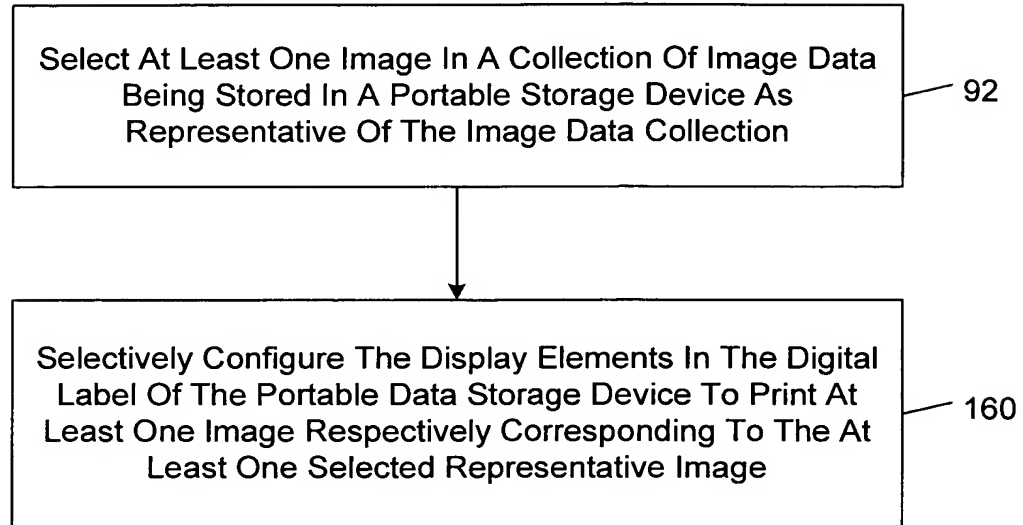 Select At Least One Image In A Collection Of Image Data
Being Stored In A Portable Storage Device As
Representative Of The Image Data Collection
92
Selectively Configure The Display Elements In The Digital
Label Of The Portable Data Storage Device To Print At
Least One Image Respectively Corresponding To The At
Least One Selected Representative Image
160